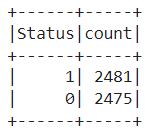 +------+-----+
|Status|count|
+------+-----+
|     1| 2481|
|     0| 2475|
+------+-----+